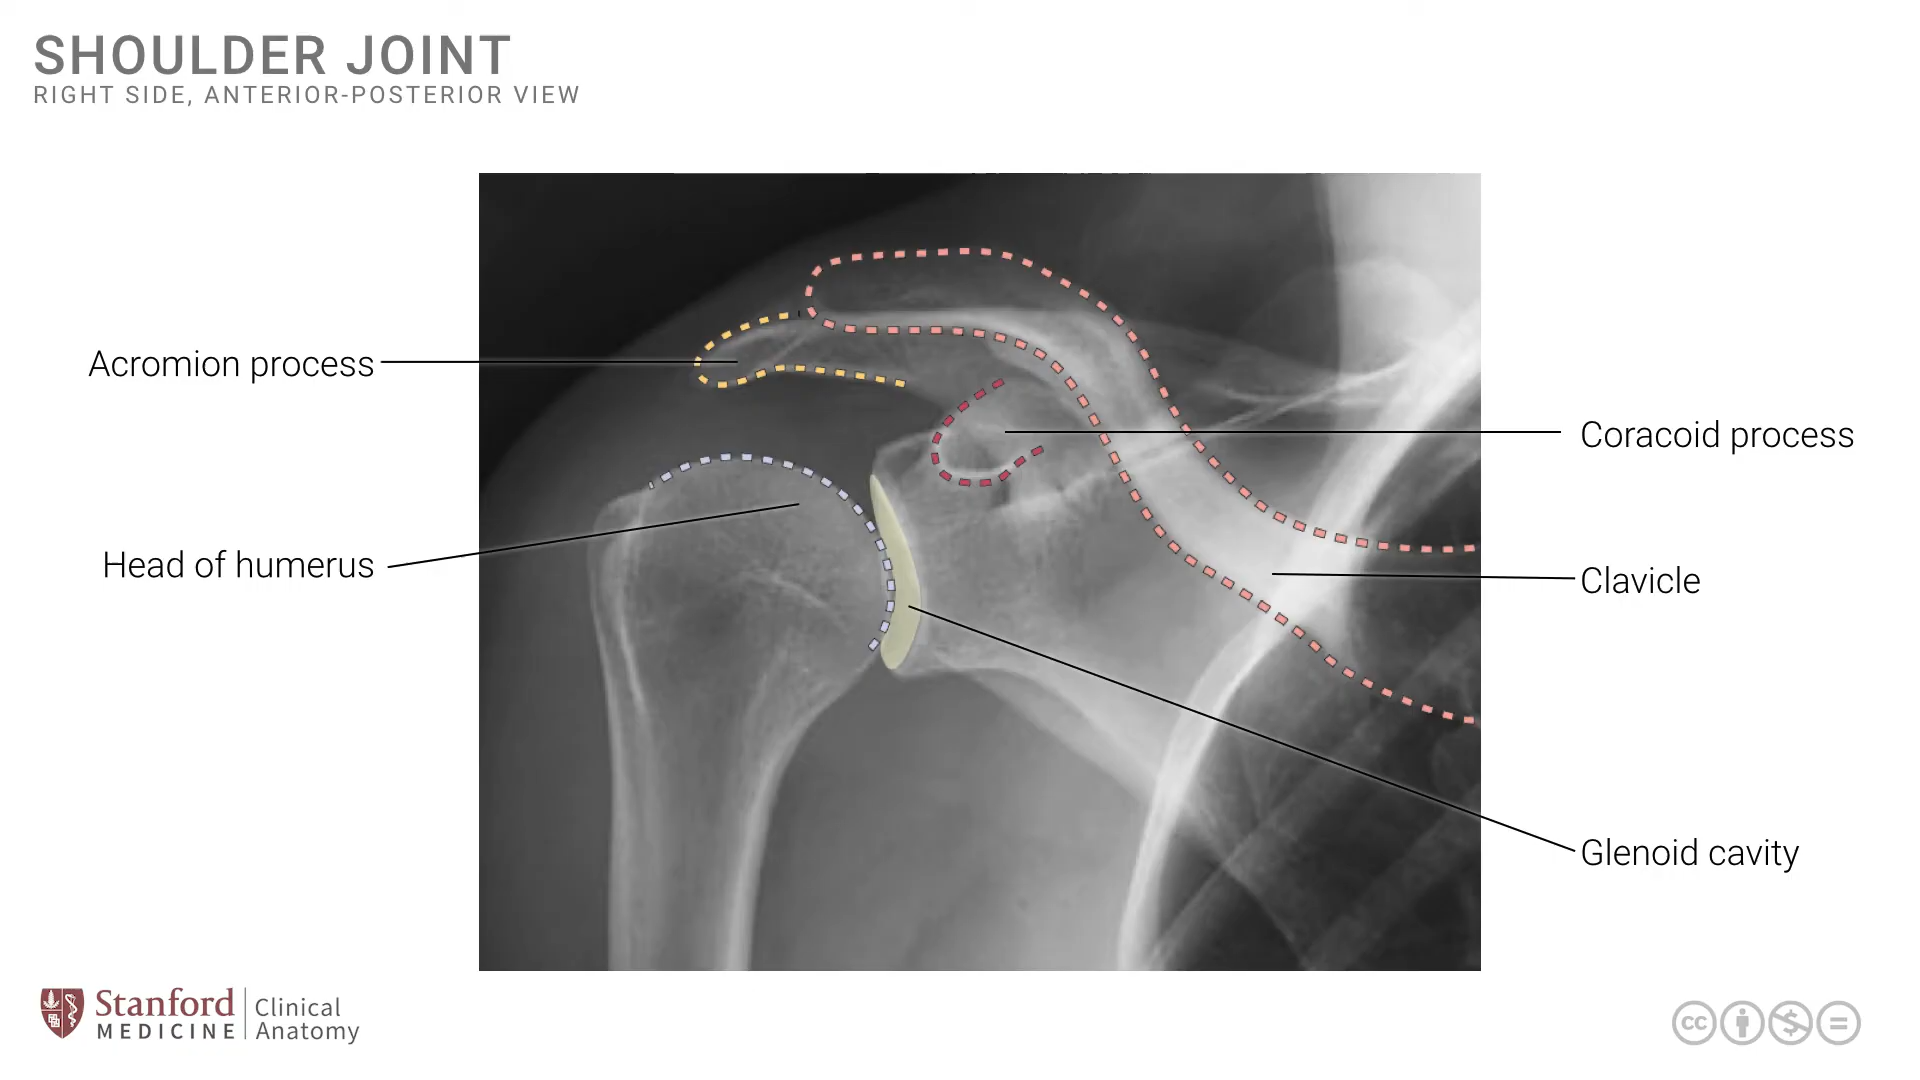 SHOULDER JOINT
RIGHT SIDE, ANTERIOR-POSTERIOR VIEW
Acromion process
Coracoid process
Head of humerus
Clavicle
Glenoid cavity
Stanford
MEDICINE
Clinical
Anatomy
cc